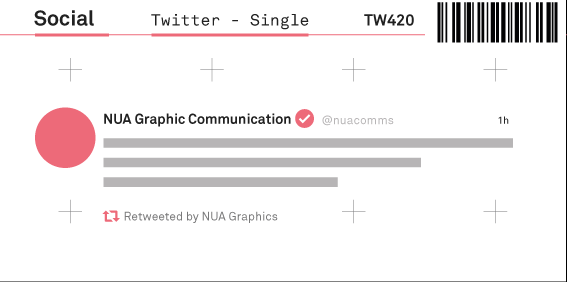 Social Twitter - Single TW420
NUA Graphic Communication @nuacomms 1h
Retweeted by NUA Graphics